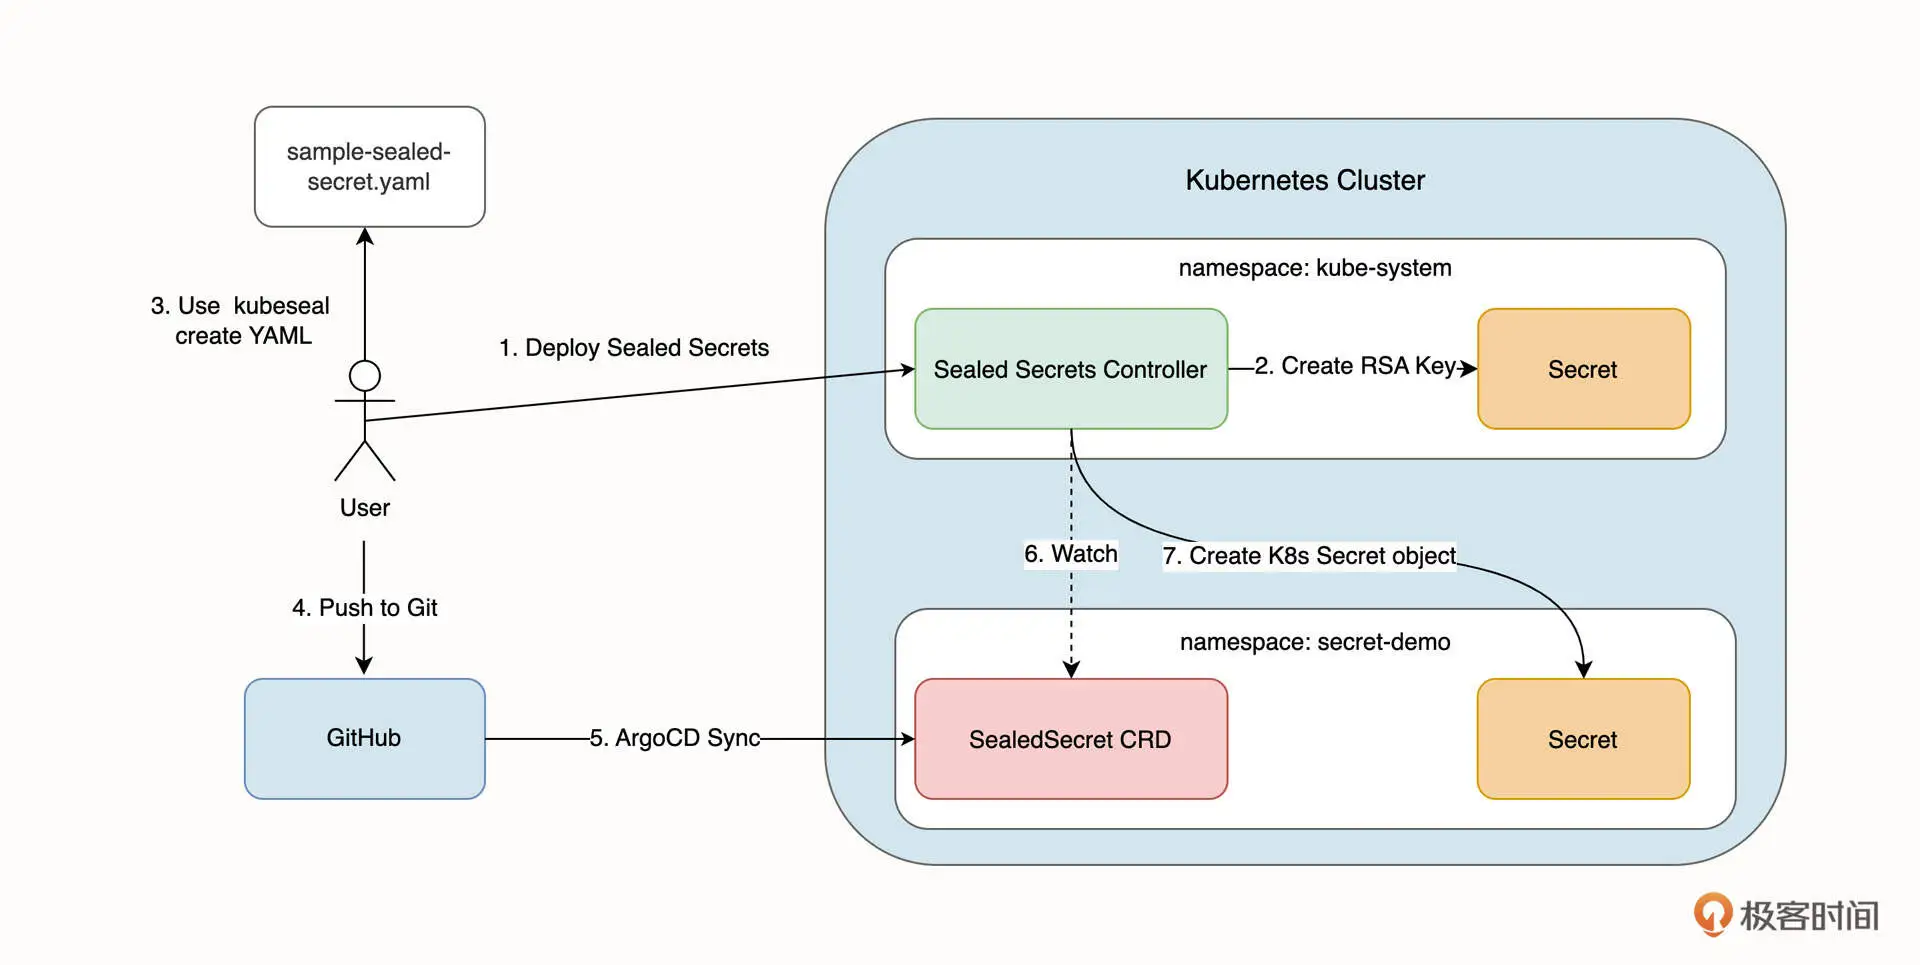 sample-sealed-
secret.yaml
Kubernetes Cluster
namespace: kube-system
3. Use kubeseal
create YAML
1. Deploy Sealed Secrets
Sealed Secrets Controller
2. Create RSA Key
Secret
User
6. Watch
7. Create K8s Secret object
4. Push to Git
namespace: secret-demo
GitHub
5. ArgoCD Sync
SealedSecret CRD
Secret
极客时间